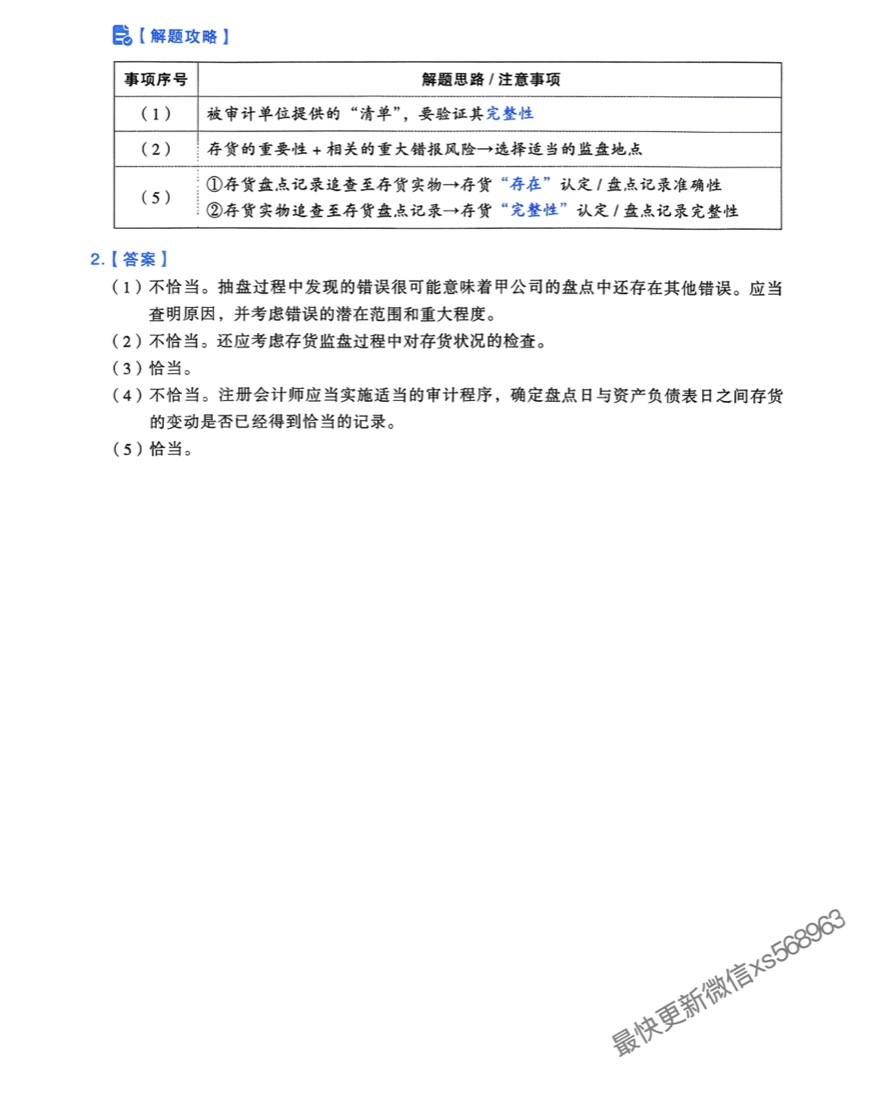 【解题攻略】
事项序号 解题思路/注意事项
（1） 被审计单位提供的“清单”，要验证其完整性
（2） 存货的重要性+相关的重大错报风险→选择适当的监盘地点
（5） ①存货盘点记录追查至存货实物→存货“存在”认定/盘点记录准确性
②存货实物追查至存货盘点记录→存货“完整性”认定/盘点记录完整性
2.【答案】
（1）不恰当。抽盘过程中发现的错误很可能意味着甲公司的盘点中还存在其他错误。应当
查明原因，并考虑错误的潜在范围和重大程度。
（2）不恰当。还应考虑存货监盘过程中对存货状况的检查。
（3）恰当。
（4）不恰当。注册会计师应当实施适当的审计程序，确定盘点日与资产负债表日之间存货
的变动是否已经得到恰当的记录。
（5）恰当。
最快更新微信xs568963